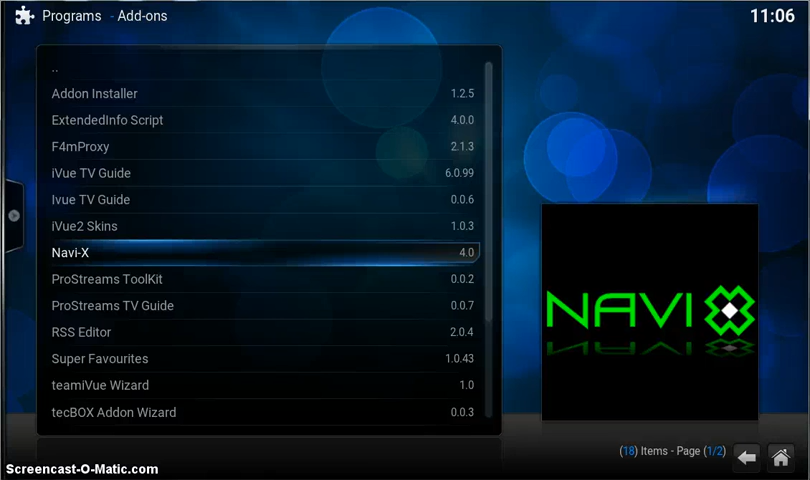 Programs - Add-ons
11:06
..
Addon Installer 1.2.5
ExtendedInfo Script 4.0.0
F4mProxy 2.1.3
iVue TV Guide 6.0.99
Ivue TV Guide 0.0.6
iVue2 Skins 1.0.3
Navi-X 4.0
ProStreams ToolKit 0.0.2
ProStreams TV Guide 0.0.7
RSS Editor 2.0.4
Super Favourites 1.0.43
teamiVue Wizard 1.0
tecBOX Addon Wizard 0.0.3
NAVI X
(18) Items - Page (1/2)
Screencast-O-Matic.com